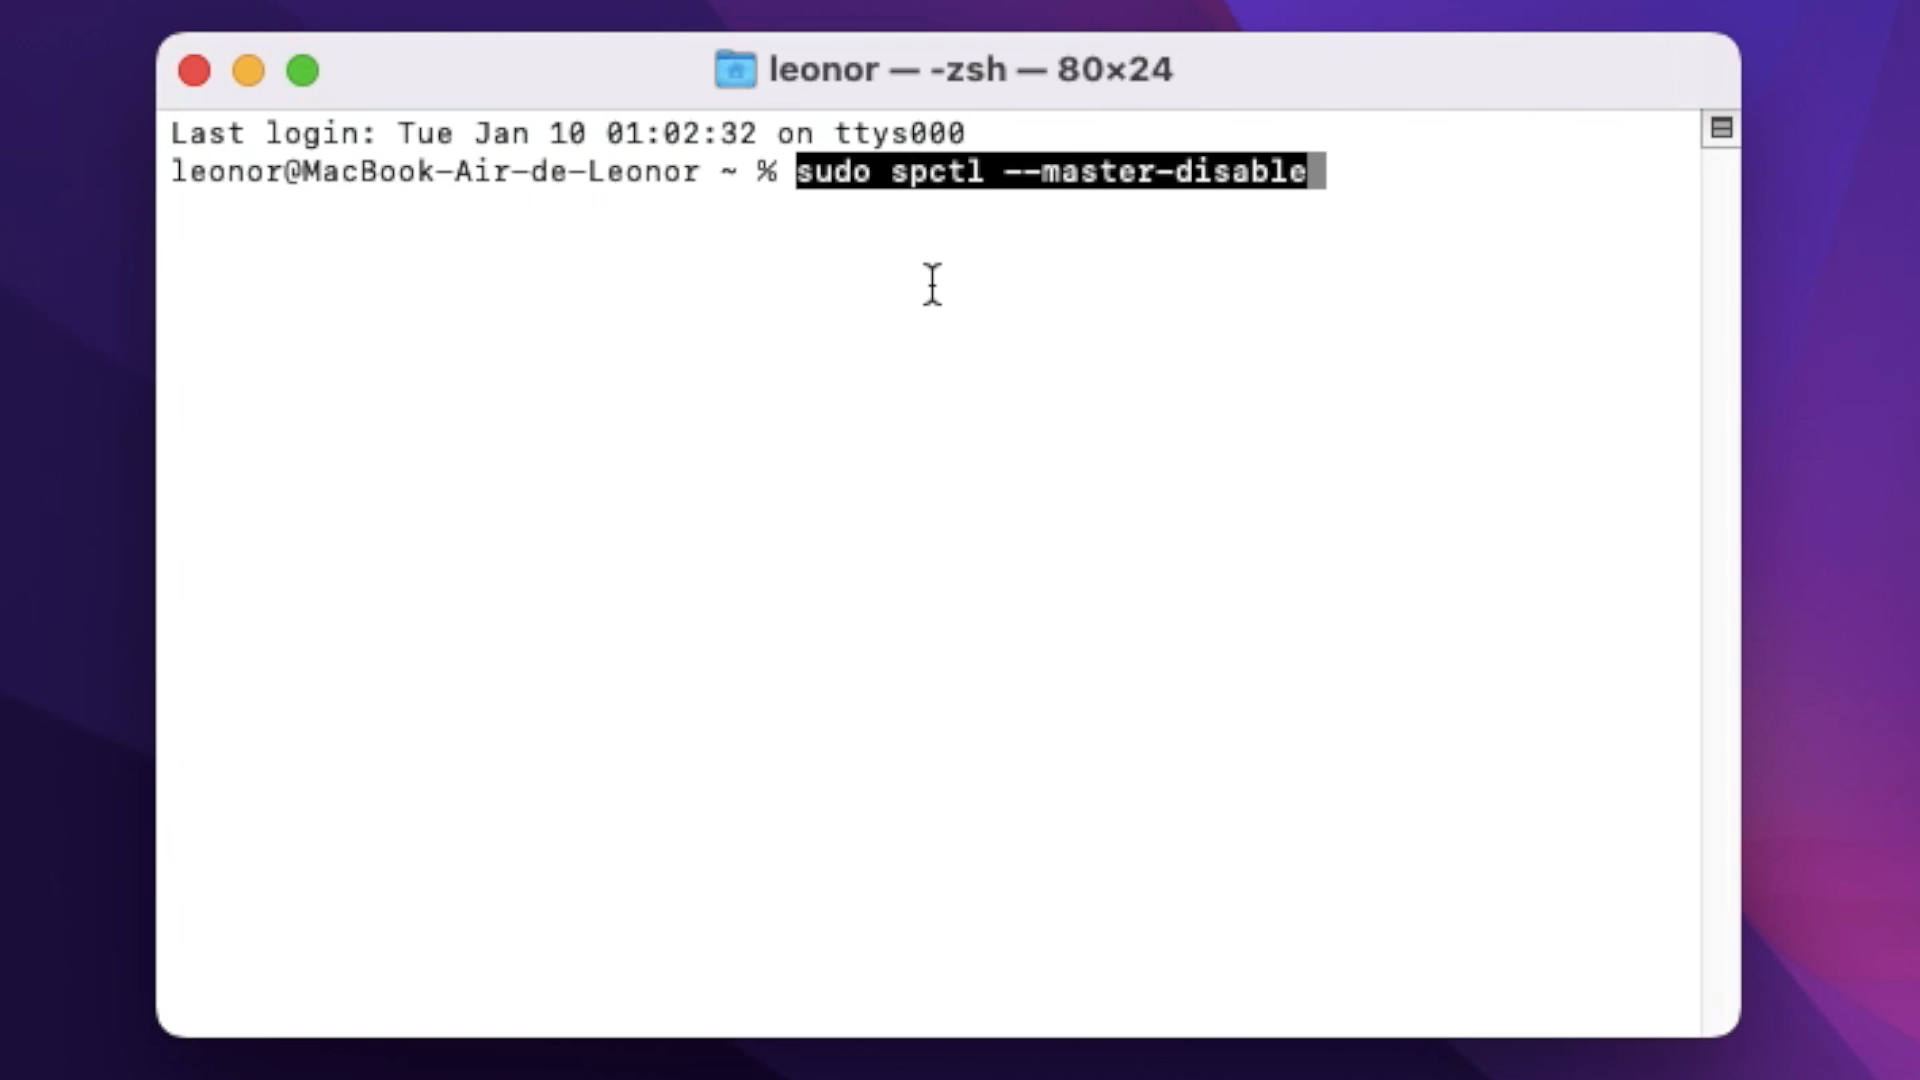 leonor — -zsh — 80×24
Last login: Tue Jan 10 01:02:32 on ttys000
leonor@MacBook-Air-de-Leonor ~ % sudo spctl --master-disable